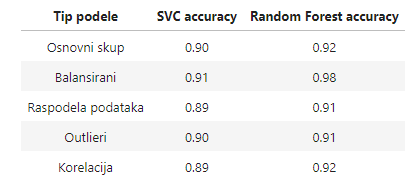 Tip podele SVC accuracy Random Forest accuracy
Osnovni skup 0.90 0.92
Balansirani 0.91 0.98
Raspodela podataka 0.89 0.91
Outlieri 0.90 0.91
Korelacija 0.89 0.92